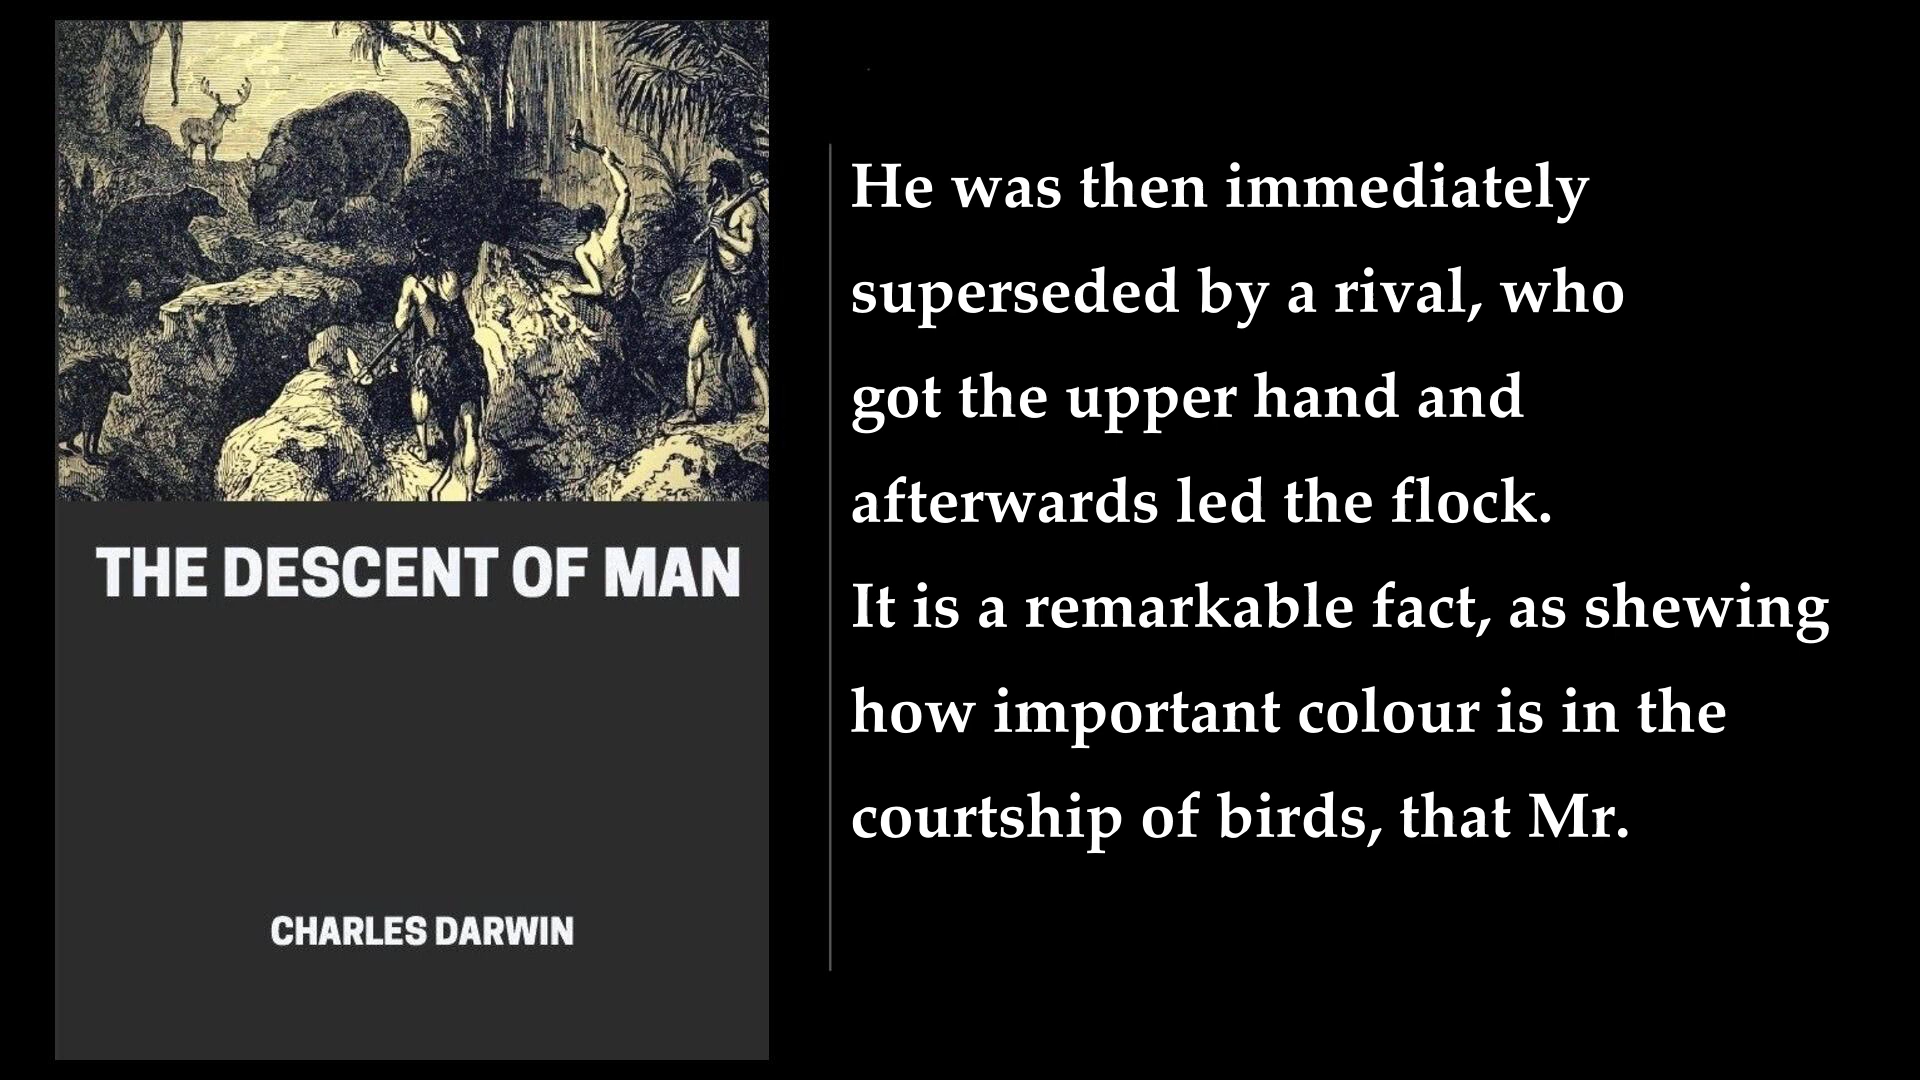 THE DESCENT OF MAN
CHARLES DARWIN
He was then immediately
superseded by a rival, who
got the upper hand and
afterwards led the flock.
It is a remarkable fact, as shewing
how important colour is in the
courtship of birds, that Mr.